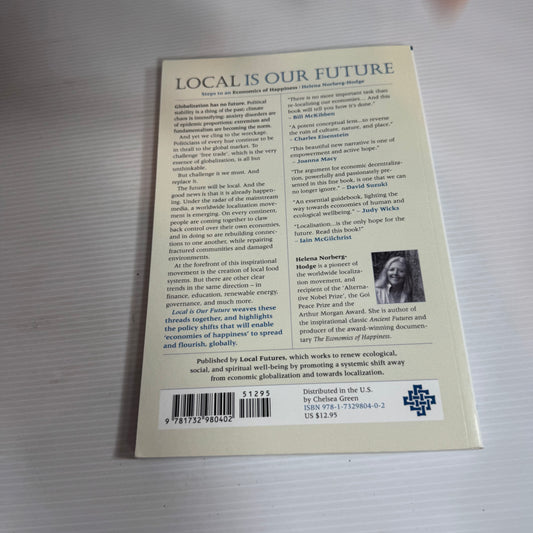 LOCAL IS OUR FUTURE
Steps to an Economics of Happiness · Helena Norberg-Hodge
Globalization has no future. Political
stability is a thing of the past; climate
chaos is intensifying; anxiety disorders are
of epidemic proportions; extremism and
fundamentalism are becoming the norm.
And yet we cling to the wreckage.
Politicians of every hue continue to be
in thrall to the global market. To
challenge 'free trade', which is the very
essence of globalization, is all but
unthinkable.
But challenge it we must. And
replace it.
The future will be local. And the
good news is that it is already happen-
ing. Under the radar of the mainstream
media, a worldwide localization move-
ment is emerging. On every continent,
people are coming together to claw
back control over their own economies,
and in doing so are rebuilding connec-
tions to one another, while repairing
fractured communities and damaged
environments.
At the forefront of this inspirational
movement is the creation of local food
systems. But there are other clear
trends in the same direction – in
finance, education, renewable energy,
governance, and much more.
Local is Our Future weaves these
threads together, and highlights
the policy shifts that will enable
'economies of happiness' to spread
and flourish, globally.
"There is no more important task than
re-localizing our economies... And this
book will tell you how it's done."
– Bill McKibben
"A potent conceptual lens...to reverse
the ruin of culture, nature, and place."
– Charles Eisenstein
"This beautiful new narrative is one of
empowerment and active hope."
– Joanna Macy
"The argument for economic decentraliza-
tion, powerfully and passionately pre-
sented in this fine book, is one that we can
no longer ignore." – David Suzuki
"An essential guidebook, lighting the
way towards economies of human and
ecological wellbeing." – Judy Wicks
"Localisation...is the only hope for the
future. Read this book!"
– Iain McGilchrist
Helena Norberg-
Hodge is a pioneer of
the worldwide localiza-
tion movement, and
recipient of the 'Alterna-
tive Nobel Prize', the Goi
Peace Prize and the
Arthur Morgan Award. She is author of
the inspirational classic Ancient Futures and
producer of the award-winning documen-
tary The Economics of Happiness.
Published by Local Futures, which works to renew ecological,
social, and spiritual well-being by promoting a systemic shift away
from economic globalization and towards localization.
51295
9 781732 980402
Distributed in the U.S.
by Chelsea Green
ISBN 978-1-7329804-0-2
US $12.95